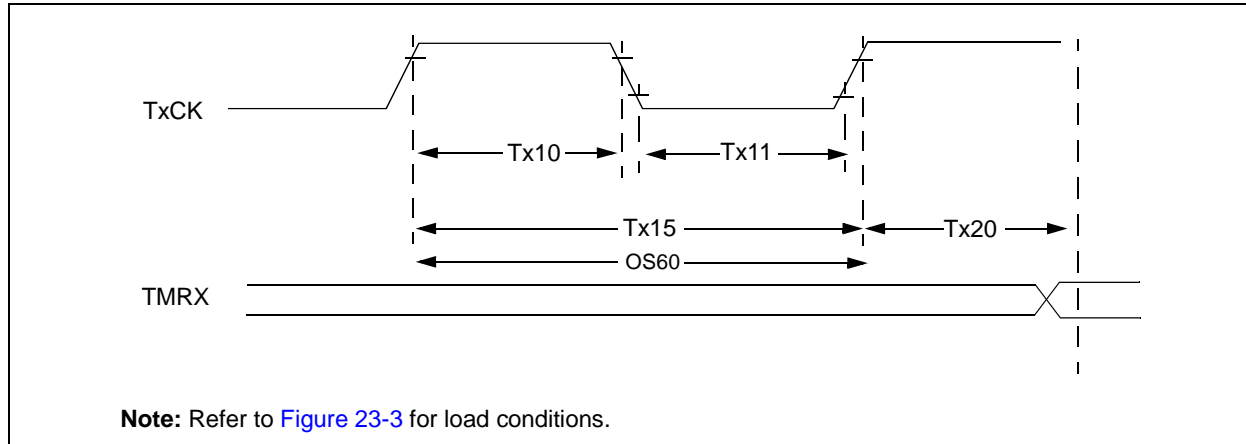 TxCK
Tx10
Tx11
Tx15
Tx20
OS60
TMRX
Note: Refer to Figure 23-3 for load conditions.